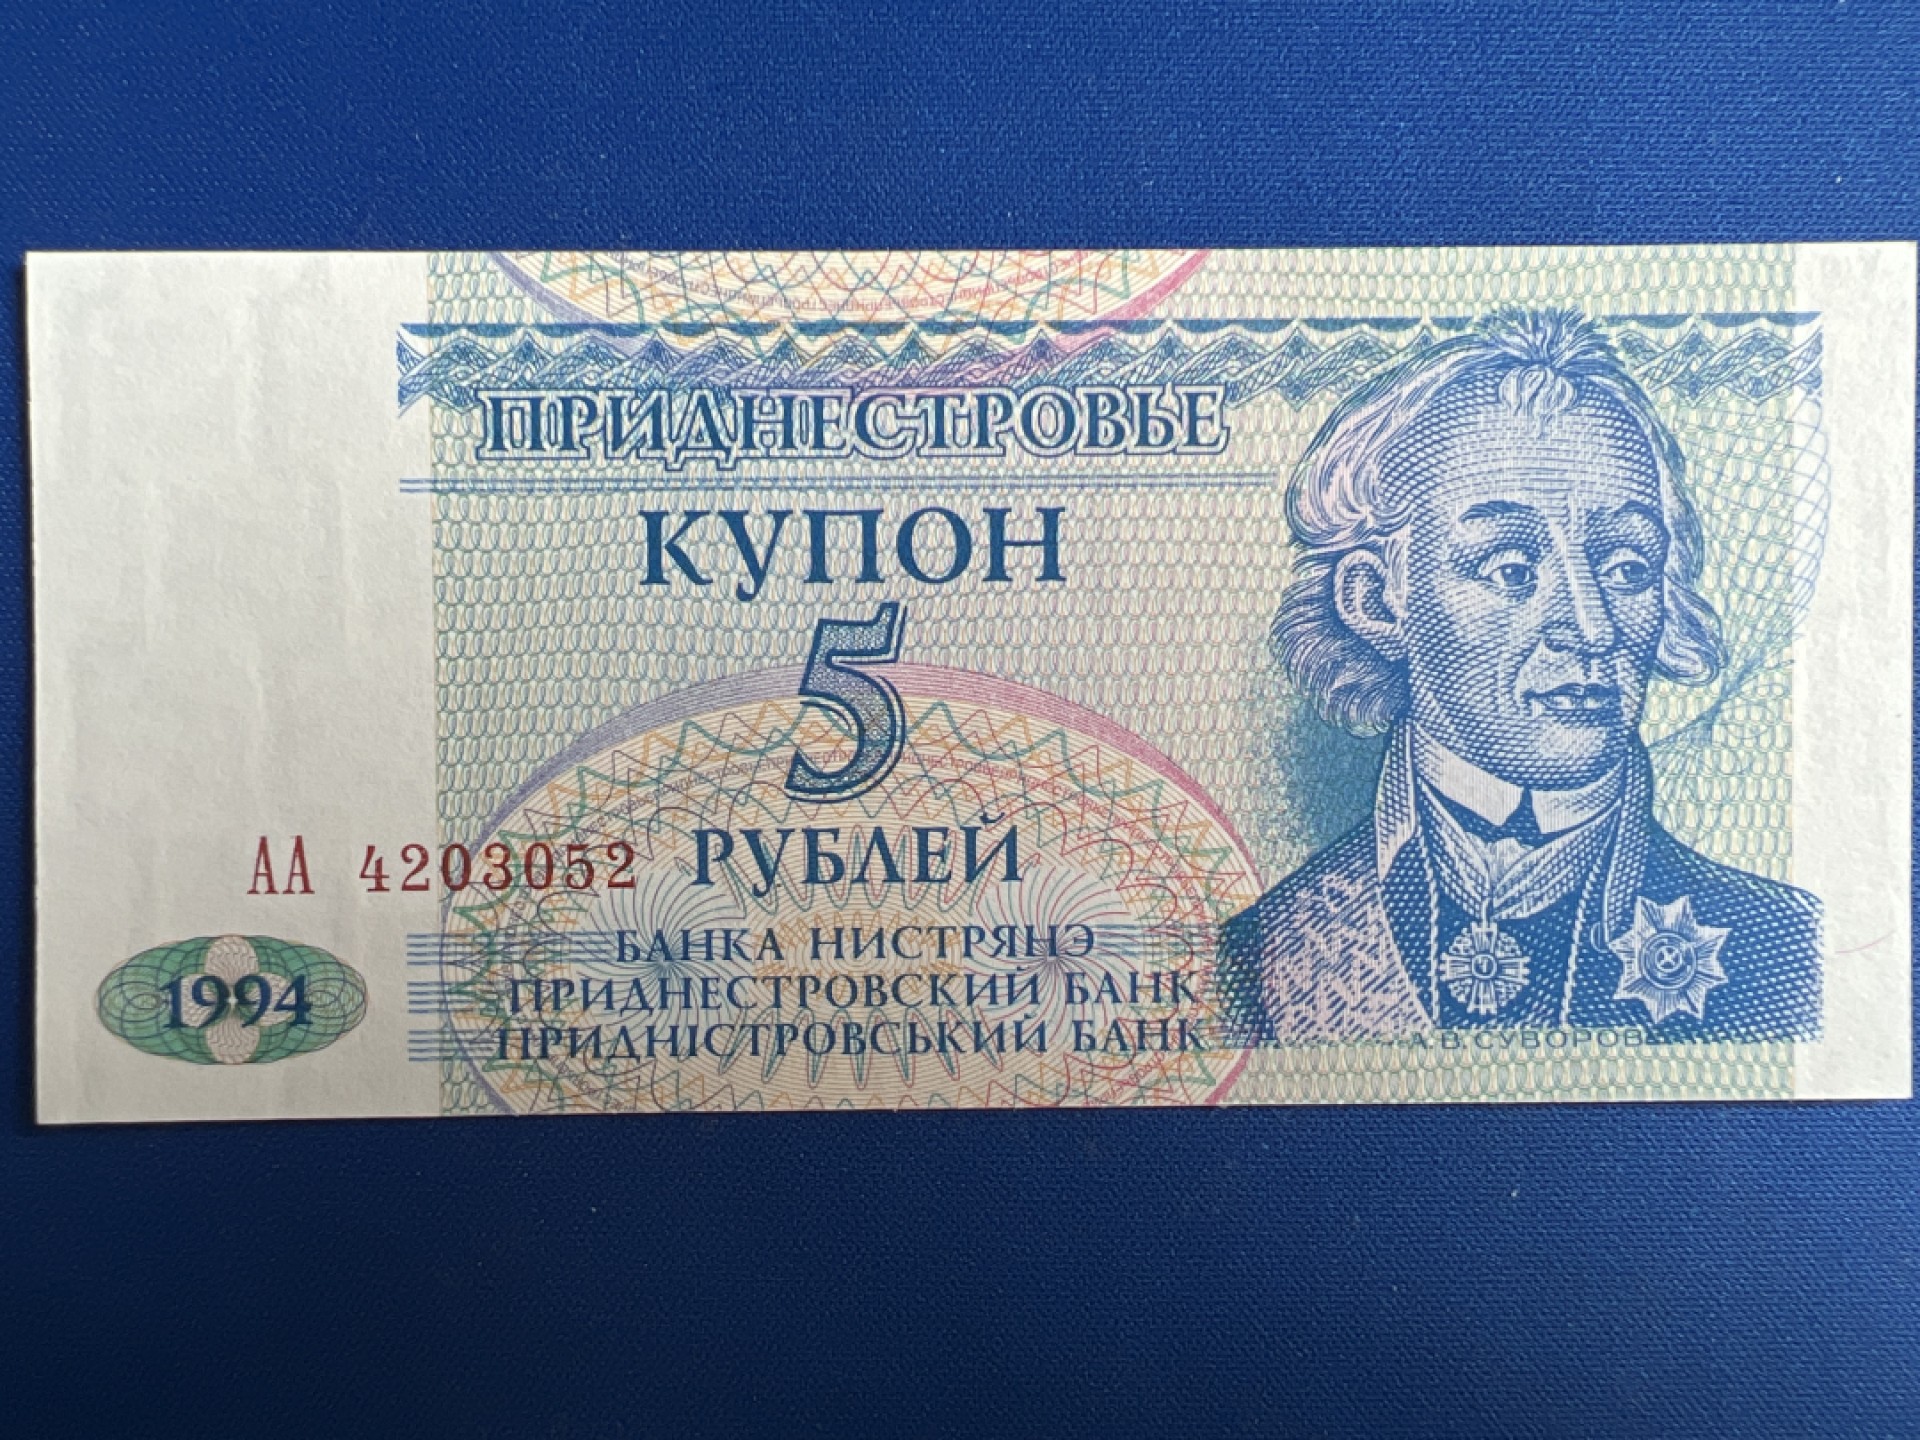 ПРИДНЕСТРОВЬЕ
КУПОН
5
РУБЛЕЙ
АА 4203052
1994
БАНКА НИСТРЯНЭ
ПРИДНЕСТРОВСКИЙ БАНК
ПРИДНІСТРОВСЬКИЙ БАНК
А.В.СУВОРОВ